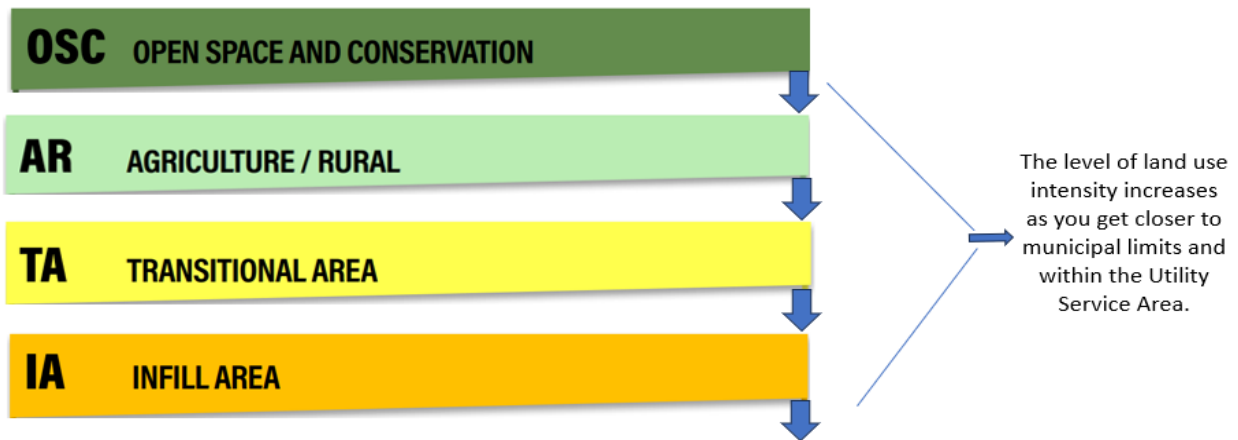 OSC OPEN SPACE AND CONSERVATION
AR AGRICULTURE / RURAL
TA TRANSITIONAL AREA
IA INFILL AREA
The level of land use
intensity increases
as you get closer to
municipal limits and
within the Utility
Service Area.